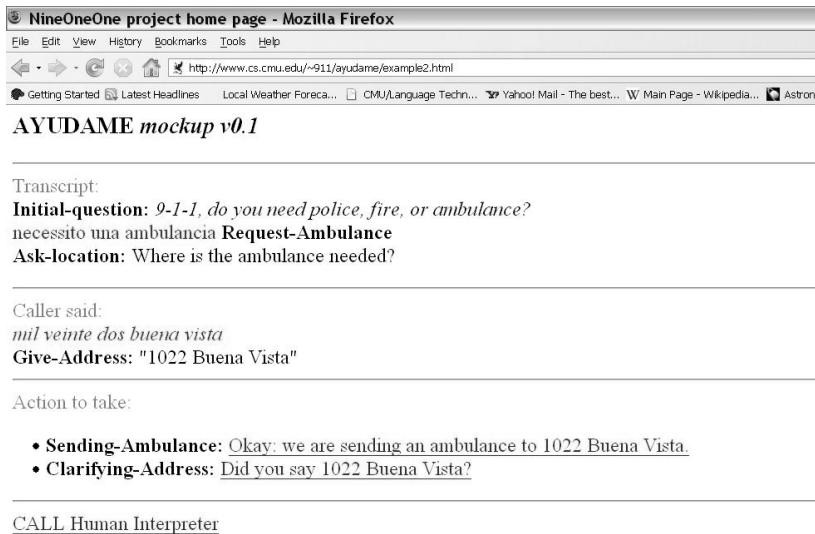 NineOneOne project home page - Mozilla Firefox
File Edit View History Bookmarks Tools Help
http://www.cs.cmu.edu/~911/ayudame/example2.html
Getting Started Latest Headlines Local Weather Foreca... CMU/Language Techn... Yahoo! Mail - The best... Main Page - Wikipedia... Astron
AYUDAME mockup v0.1
Transcript:
Initial-question: 9-1-1, do you need police, fire, or ambulance?
necessito una ambulancia Request-Ambulance
Ask-location: Where is the ambulance needed?
Caller said:
mil veinte dos buena vista
Give-Address: "1022 Buena Vista"
Action to take:
• Sending-Ambulance: Okay: we are sending an ambulance to 1022 Buena Vista.
• Clarifying-Address: Did you say 1022 Buena Vista?
CALL Human Interpreter